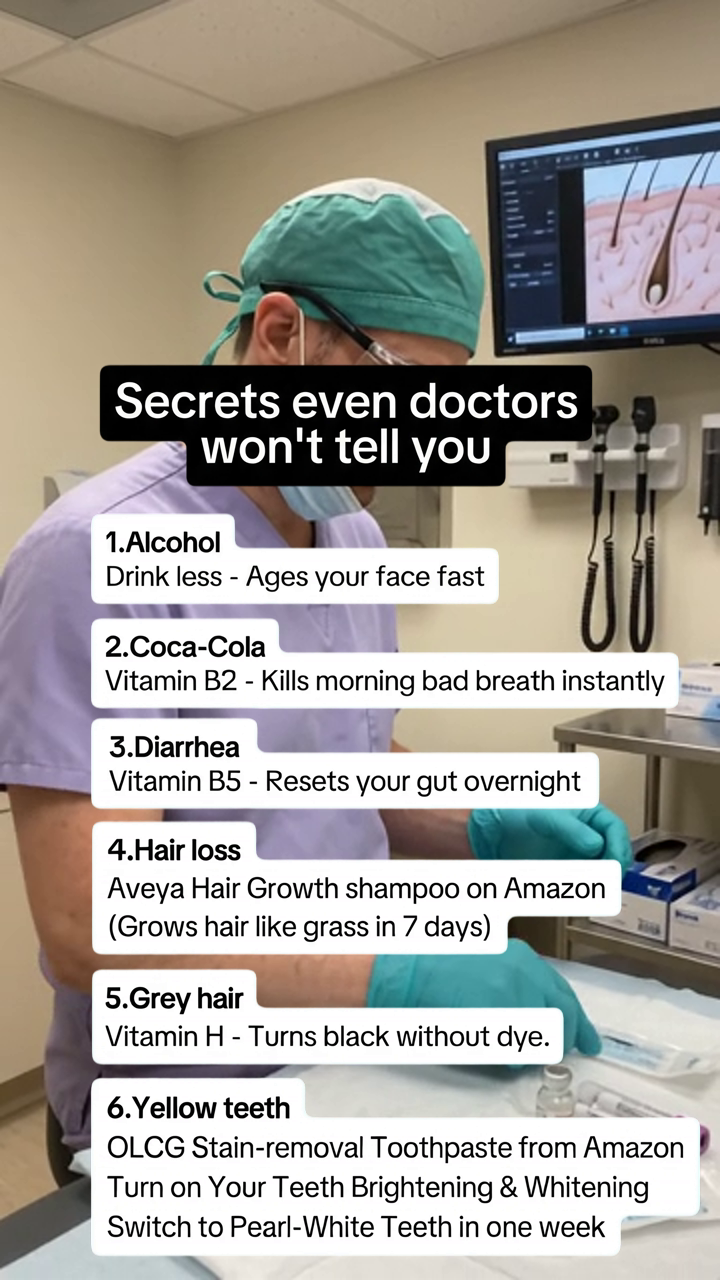 Secrets even doctors
won't tell you
1.Alcohol
Drink less - Ages your face fast
2.Coca-Cola
Vitamin B2 - Kills morning bad breath instantly
3.Diarrhea
Vitamin B5 - Resets your gut overnight
4.Hair loss
Aveya Hair Growth shampoo on Amazon
(Grows hair like grass in 7 days)
5.Grey hair
Vitamin H - Turns black without dye.
6.Yellow teeth
OLCG Stain-removal Toothpaste from Amazon
Turn on Your Teeth Brightening & Whitening
Switch to Pearl-White Teeth in one week